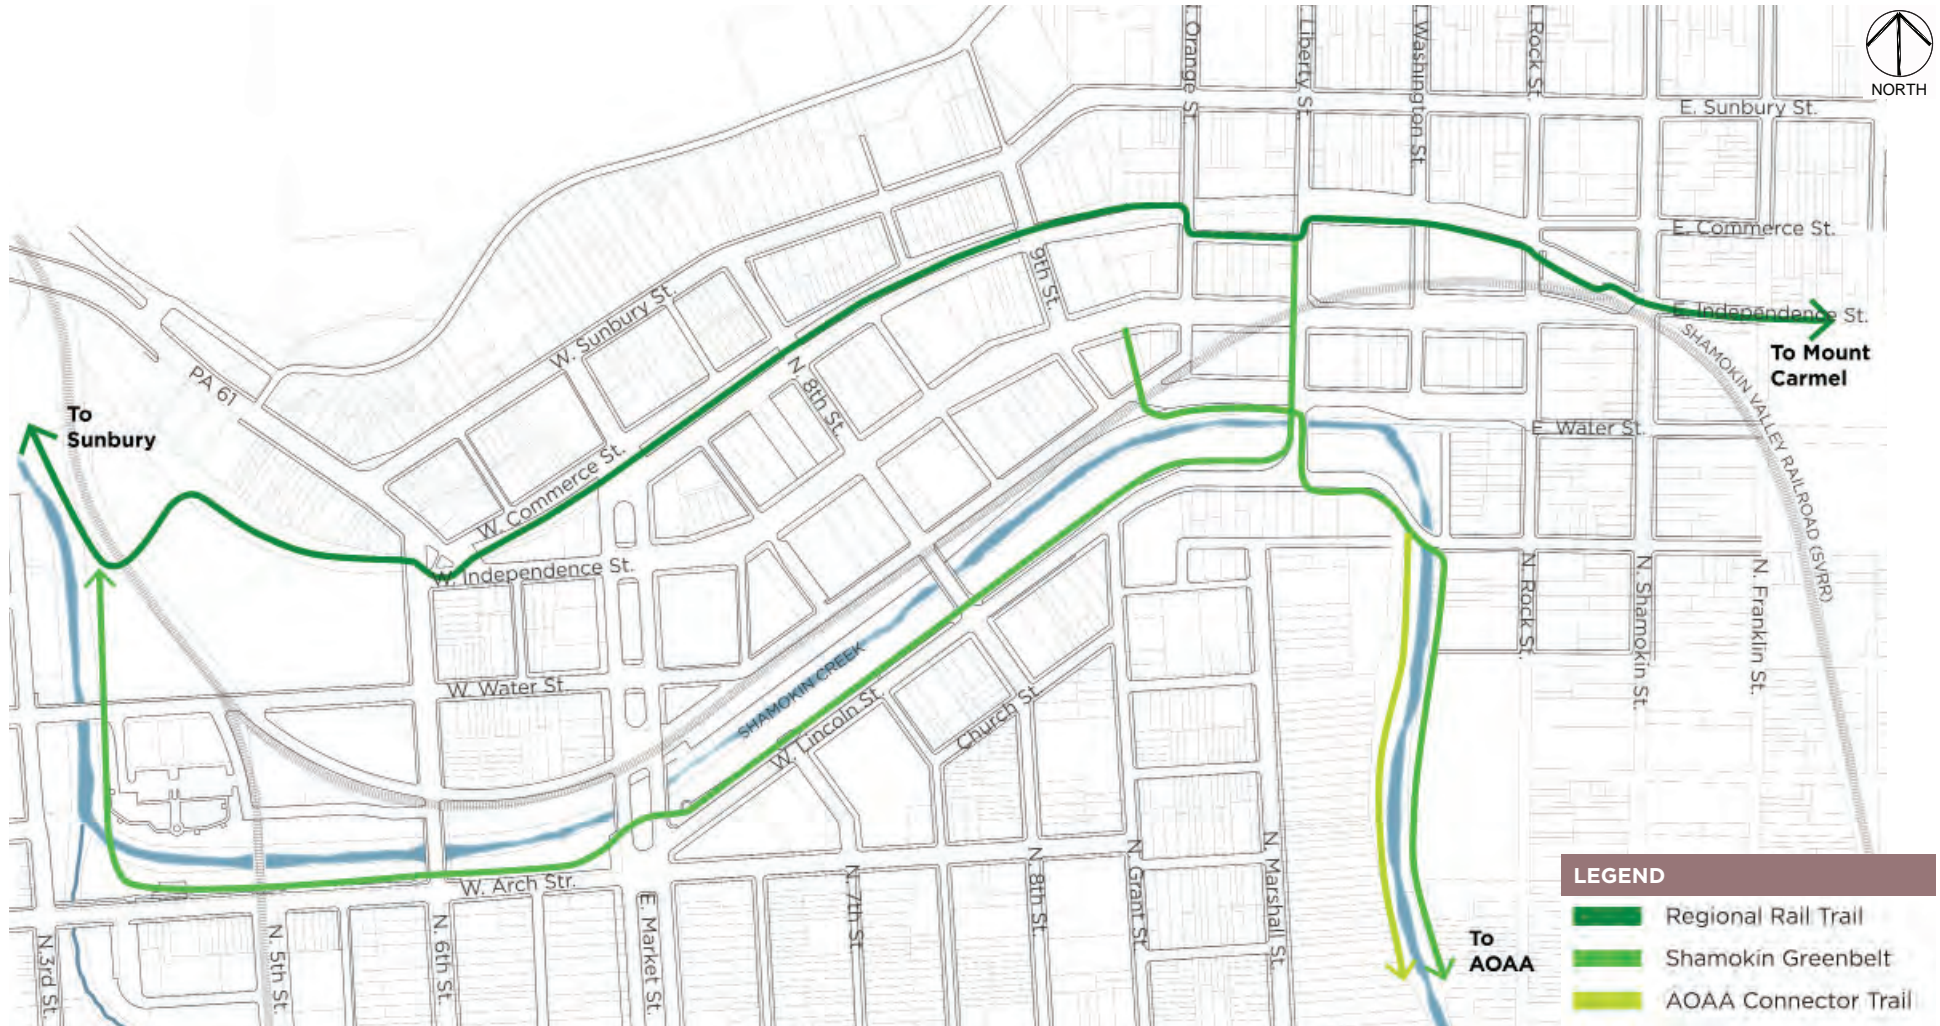 Orange St.
Liberty St.
Washington St.
Rock St.
NORTH
E. Sunbury St.
E. Commerce St.
9th St.
W. Sunbury St.
E. Independence St.
To Mount
Carmel
SHAMOKIN VALLEY RAILROAD (SVRR)
PA 61
N. 8th St.
To
Sunbury
E. Water St.
W. Commerce St.
W. Independence St.
N. Rock St.
N. Shamokin St.
N. Franklin St.
W. Water St.
SHAMOKIN CREEK
W. Lincoln St.
Church St.
W. Arch Str.
N. 3rd St.
N. 5th St.
N. 6th St.
E. Market St.
N. 7th St.
N. 8th St.
N. Grant St.
N. Marshall St.
To
AOAA
LEGEND
Regional Rail Trail
Shamokin Greenbelt
AOAA Connector Trail